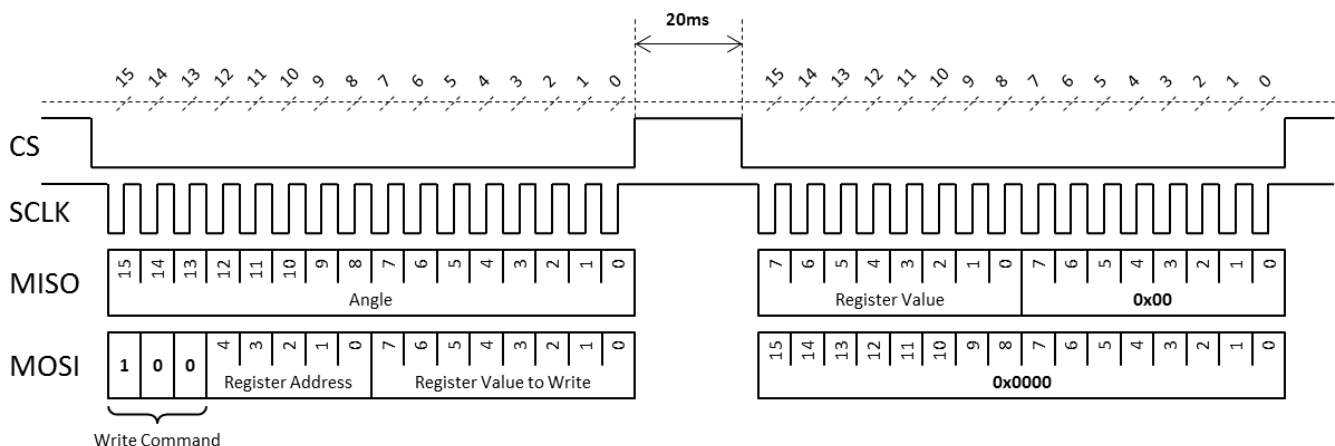 20ms
15 14 13 12 11 10 9 8 7 6 5 4 3 2 1 0 15 14 13 12 11 10 9 8 7 6 5 4 3 2 1 0
CS
SCLK
MISO 15 14 13 12 11 10 9 8 7 6 5 4 3 2 1 0 7 6 5 4 3 2 1 0 7 6 5 4 3 2 1 0
Angle Register Value 0x00
MOSI 1 0 0 4 3 2 1 0 7 6 5 4 3 2 1 0 15 14 13 12 11 10 9 8 7 6 5 4 3 2 1 0
Register Address Register Value to Write 0x0000
Write Command